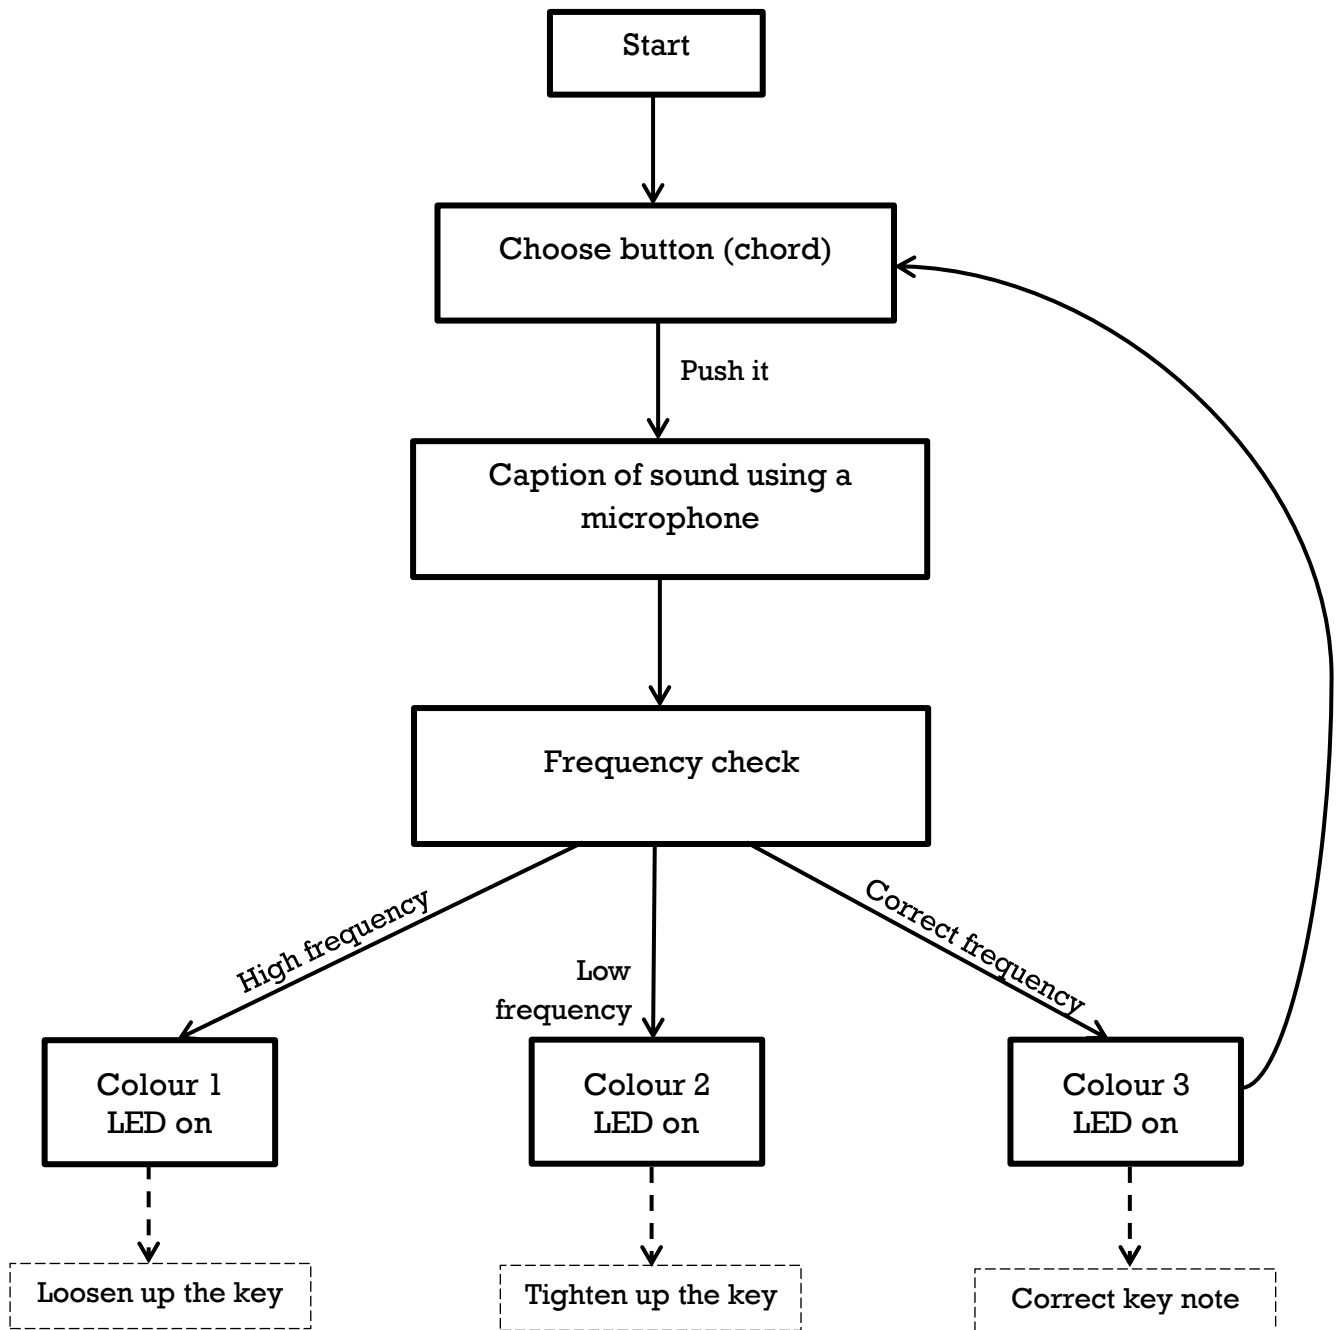 Start
Choose button (chord)
Push it
Caption of sound using a
microphone
Frequency check
High frequency
Low
frequency
Correct frequency
Colour 1
LED on
Colour 2
LED on
Colour 3
LED on
Loosen up the key
Tighten up the key
Correct key note